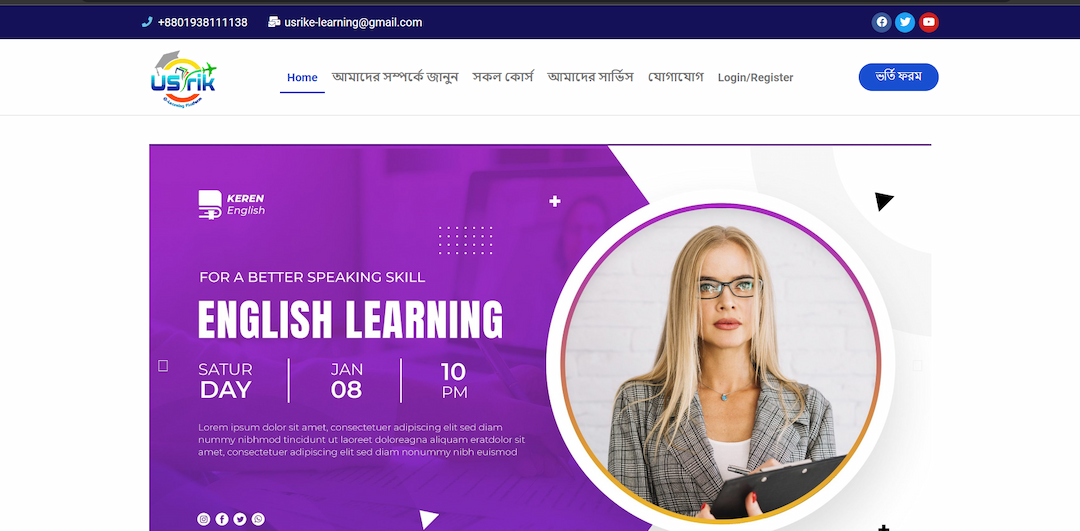 +8801938111138 usrike-learning@gmail.com
USrik
E-Learning Platform
Home আমাদের সম্পর্কে জানুন সকল কোর্স আমাদের সার্ভিস যোগাযোগ Login/Register ভর্তি ফরম
KEREN
English
FOR A BETTER SPEAKING SKILL
ENGLISH LEARNING
SATUR DAY
JAN 08
10 PM
Lorem ipsum dolor sit amet, consectetuer adipiscing elit sed diam
nummy nibhmod tincidunt ut laoreet doloreagna aliquam eratdolor sit
amet, consectetuer adipiscing elit sed diam nonummy nibh euismod